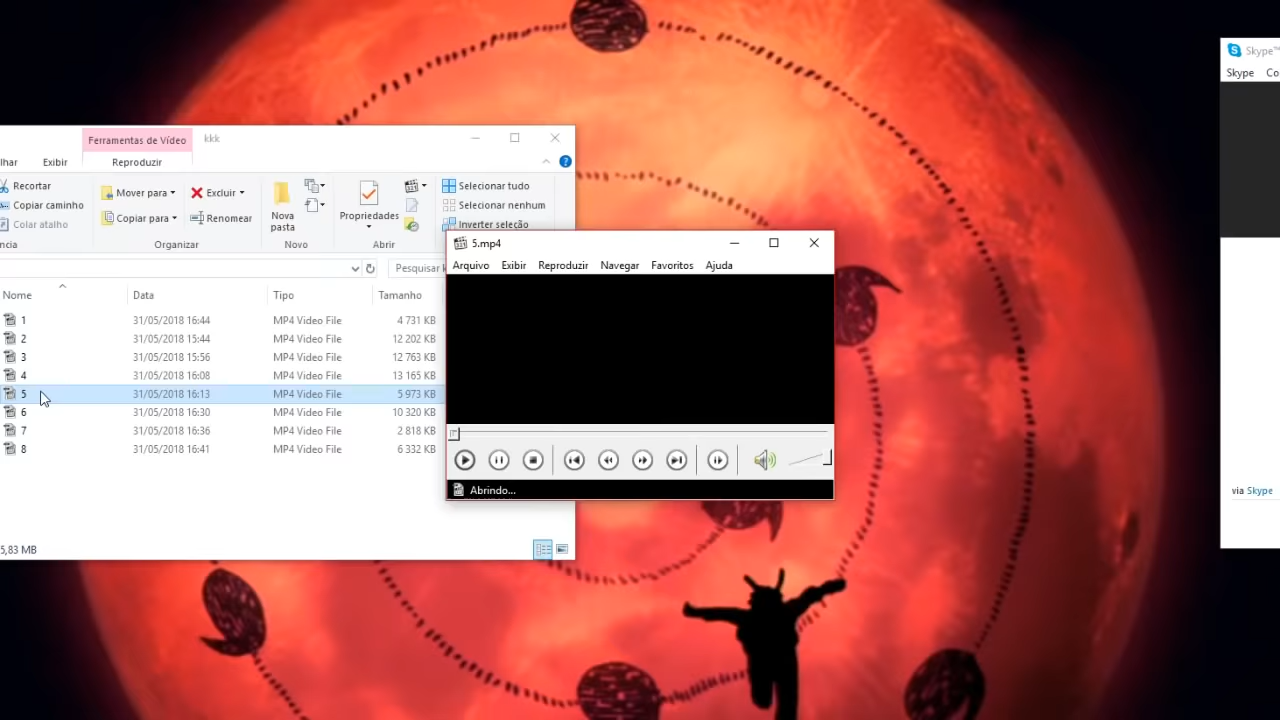 Skype™
Skype Co
Ferramentas de Vídeo kkk
lhar Exibir Reproduzir
Recortar
Copiar caminho
Colar atalho
ncia
Mover para
Copiar para
Excluir
Renomear
Organizar
Nova
pasta
Novo
Propriedades
Abrir
Selecionar tudo
Selecionar nenhum
Inverter seleção
Pesquisar k
Nome Data Tipo Tamanho
1 31/05/2018 16:44 MP4 Video File 4 731 KB
2 31/05/2018 15:44 MP4 Video File 12 202 KB
3 31/05/2018 15:56 MP4 Video File 12 763 KB
4 31/05/2018 16:08 MP4 Video File 13 165 KB
5 31/05/2018 16:13 MP4 Video File 5 973 KB
6 31/05/2018 16:30 MP4 Video File 10 320 KB
7 31/05/2018 16:36 MP4 Video File 2 818 KB
8 31/05/2018 16:41 MP4 Video File 6 332 KB
5,83 MB
5.mp4
Arquivo Exibir Reproduzir Navegar Favoritos Ajuda
Abrindo...
via Skype